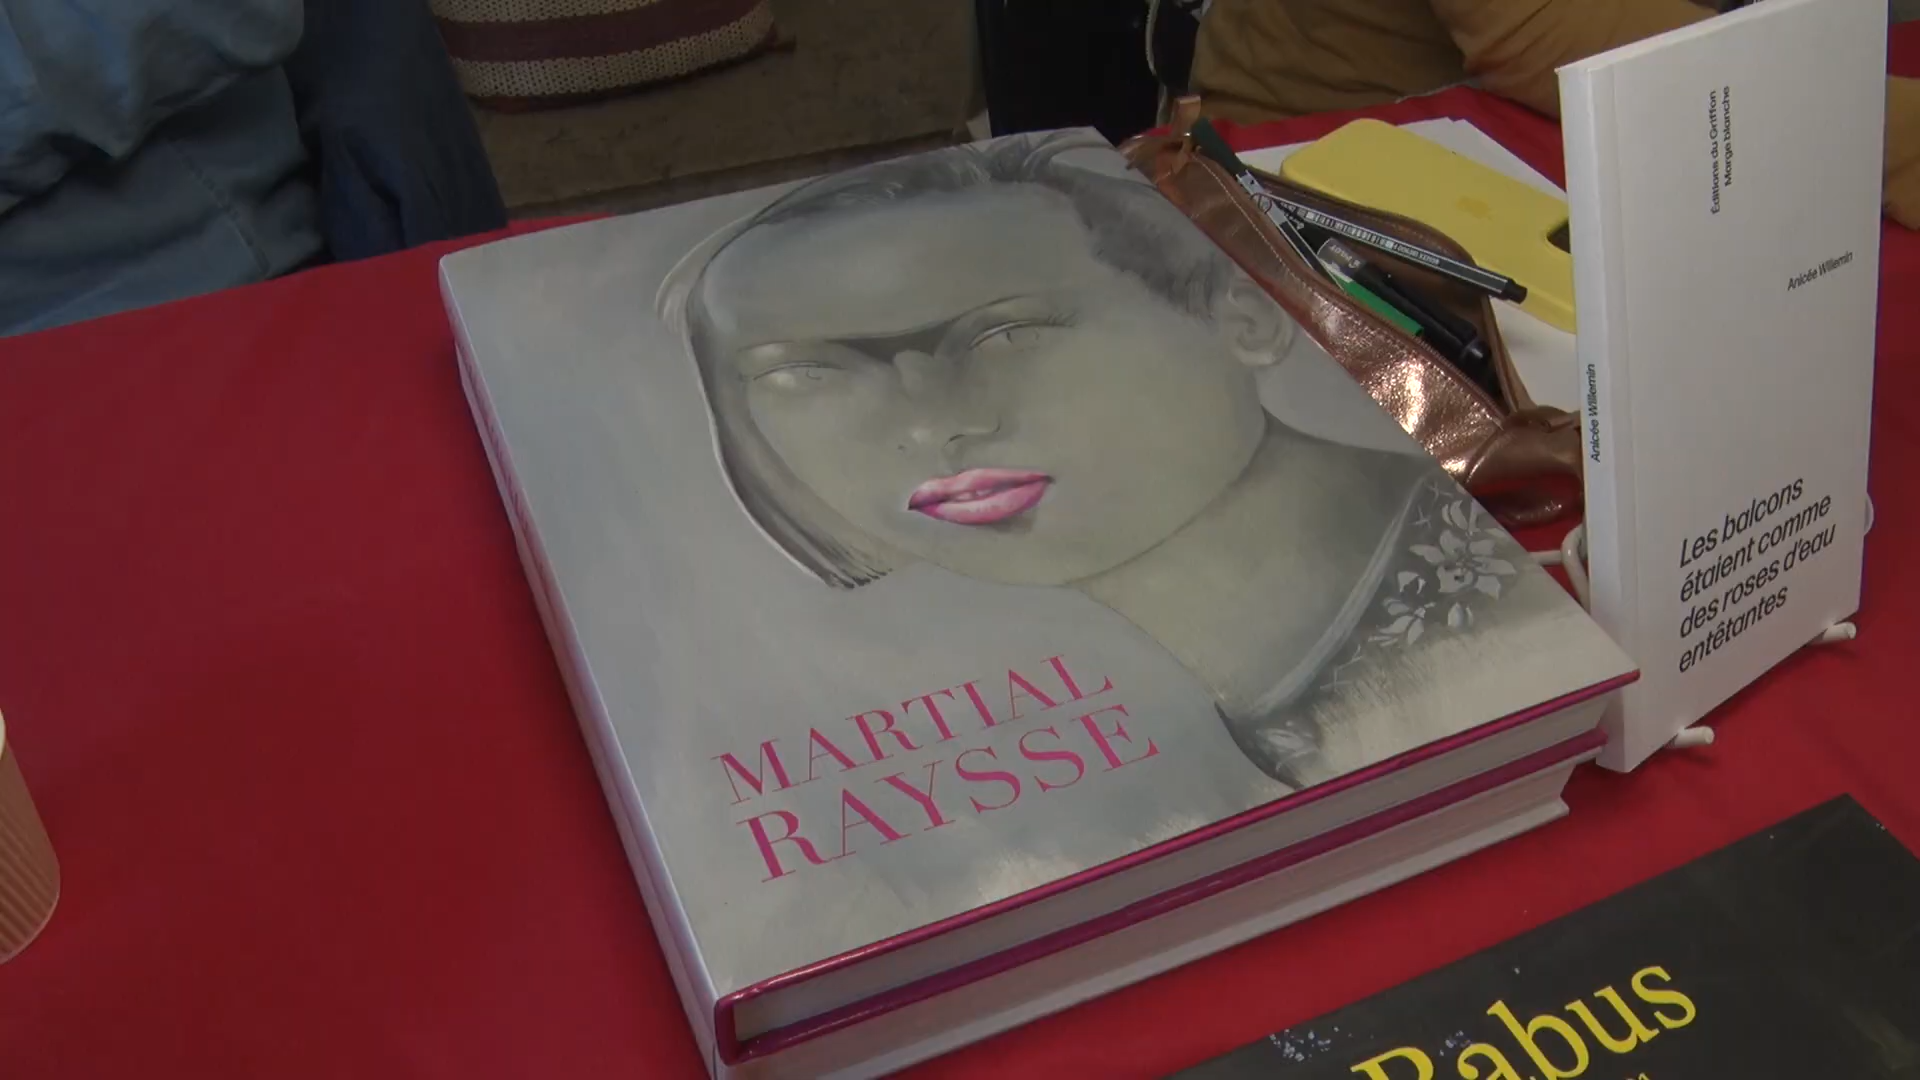 MARTIAL
RAYSSE
Éditions du Griffon
Marge blanche
Anicée Willemin
Anicée Willemin
Les balcons
étaient comme
des roses d'eau
entêtantes
Rabus